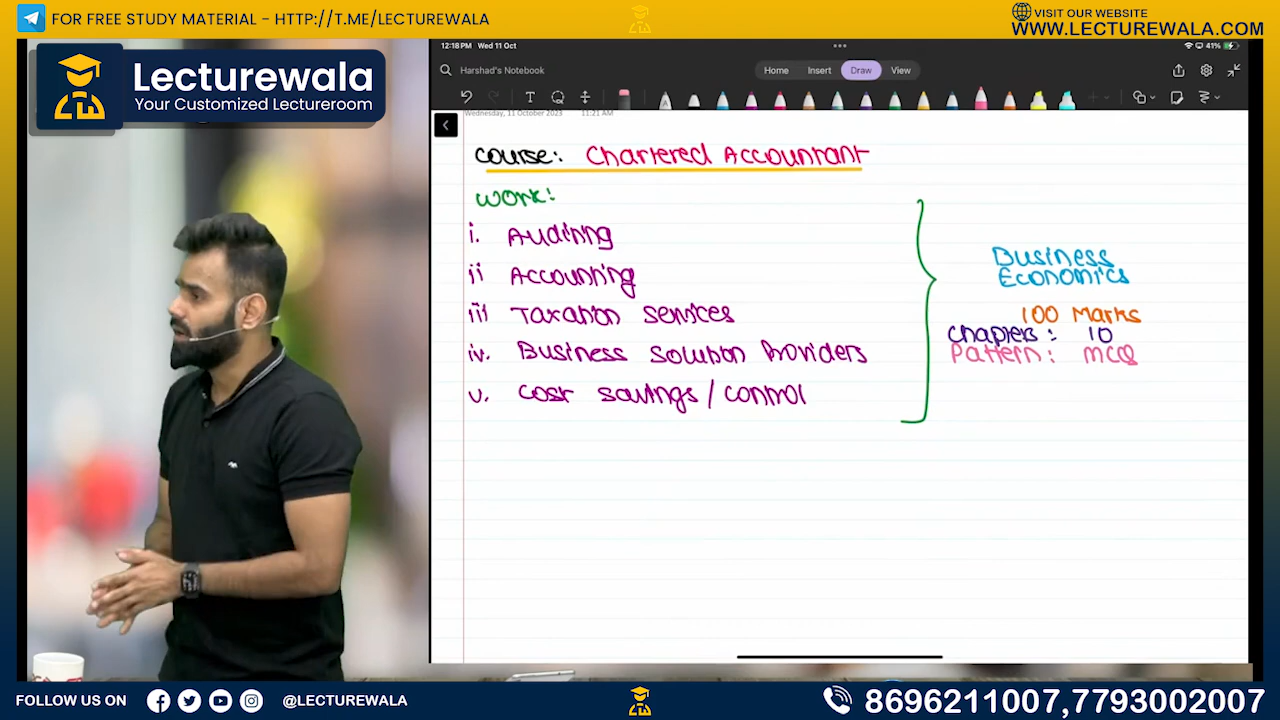 FOR FREE STUDY MATERIAL - HTTP://T.ME/LECTUREWALA
VISIT OUR WEBSITE
WWW.LECTUREWALA.COM
Lecturewala
Your Customized Lectureroom
12:18 PM Wed 11 Oct
41%
Harshad's Notebook
Home Insert Draw View
Wednesday, 11 October 2023 11:21 AM
Course: Chartered Accountant
Work:
i. Auditing
ii Accounting
iii Taxation Services
iv. Business Solution Providers
v. Cost savings / control
Business
Economics
100 Marks
Chapters: 10
Pattern: MCQ
FOLLOW US ON @LECTUREWALA
8696211007,7793002007